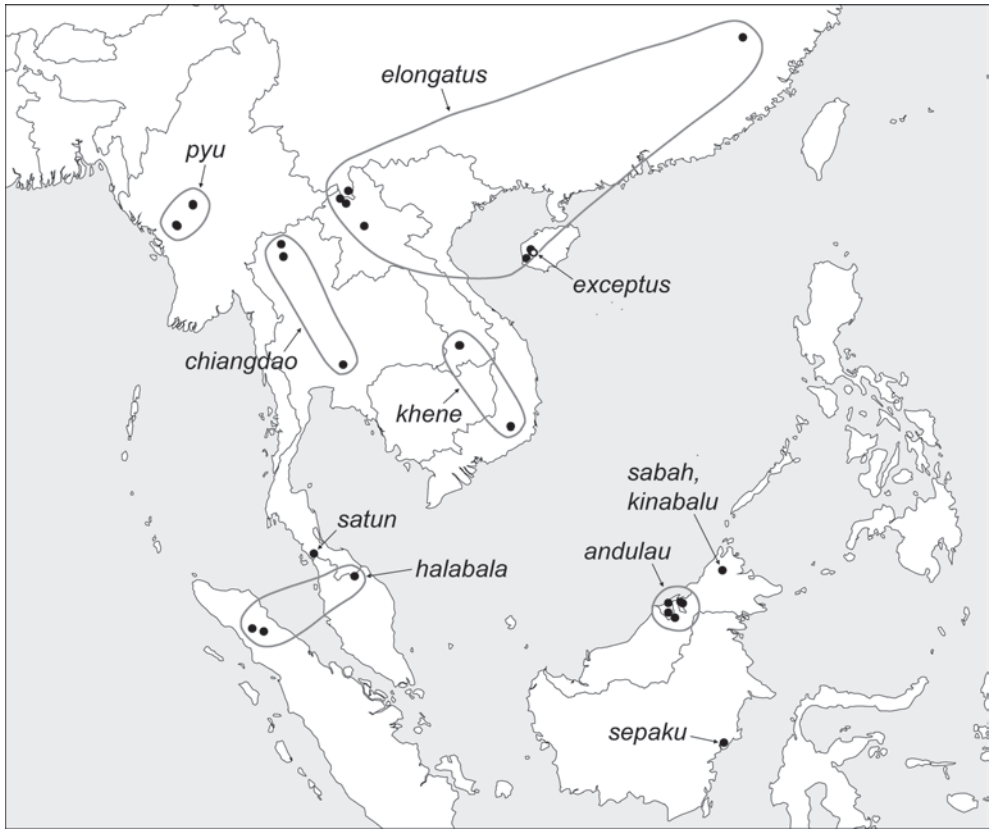 elongatus
pyu
exceptus
chiangdao
khene
sabah,
kinabalu
satun
andulau
halabala
sepaku